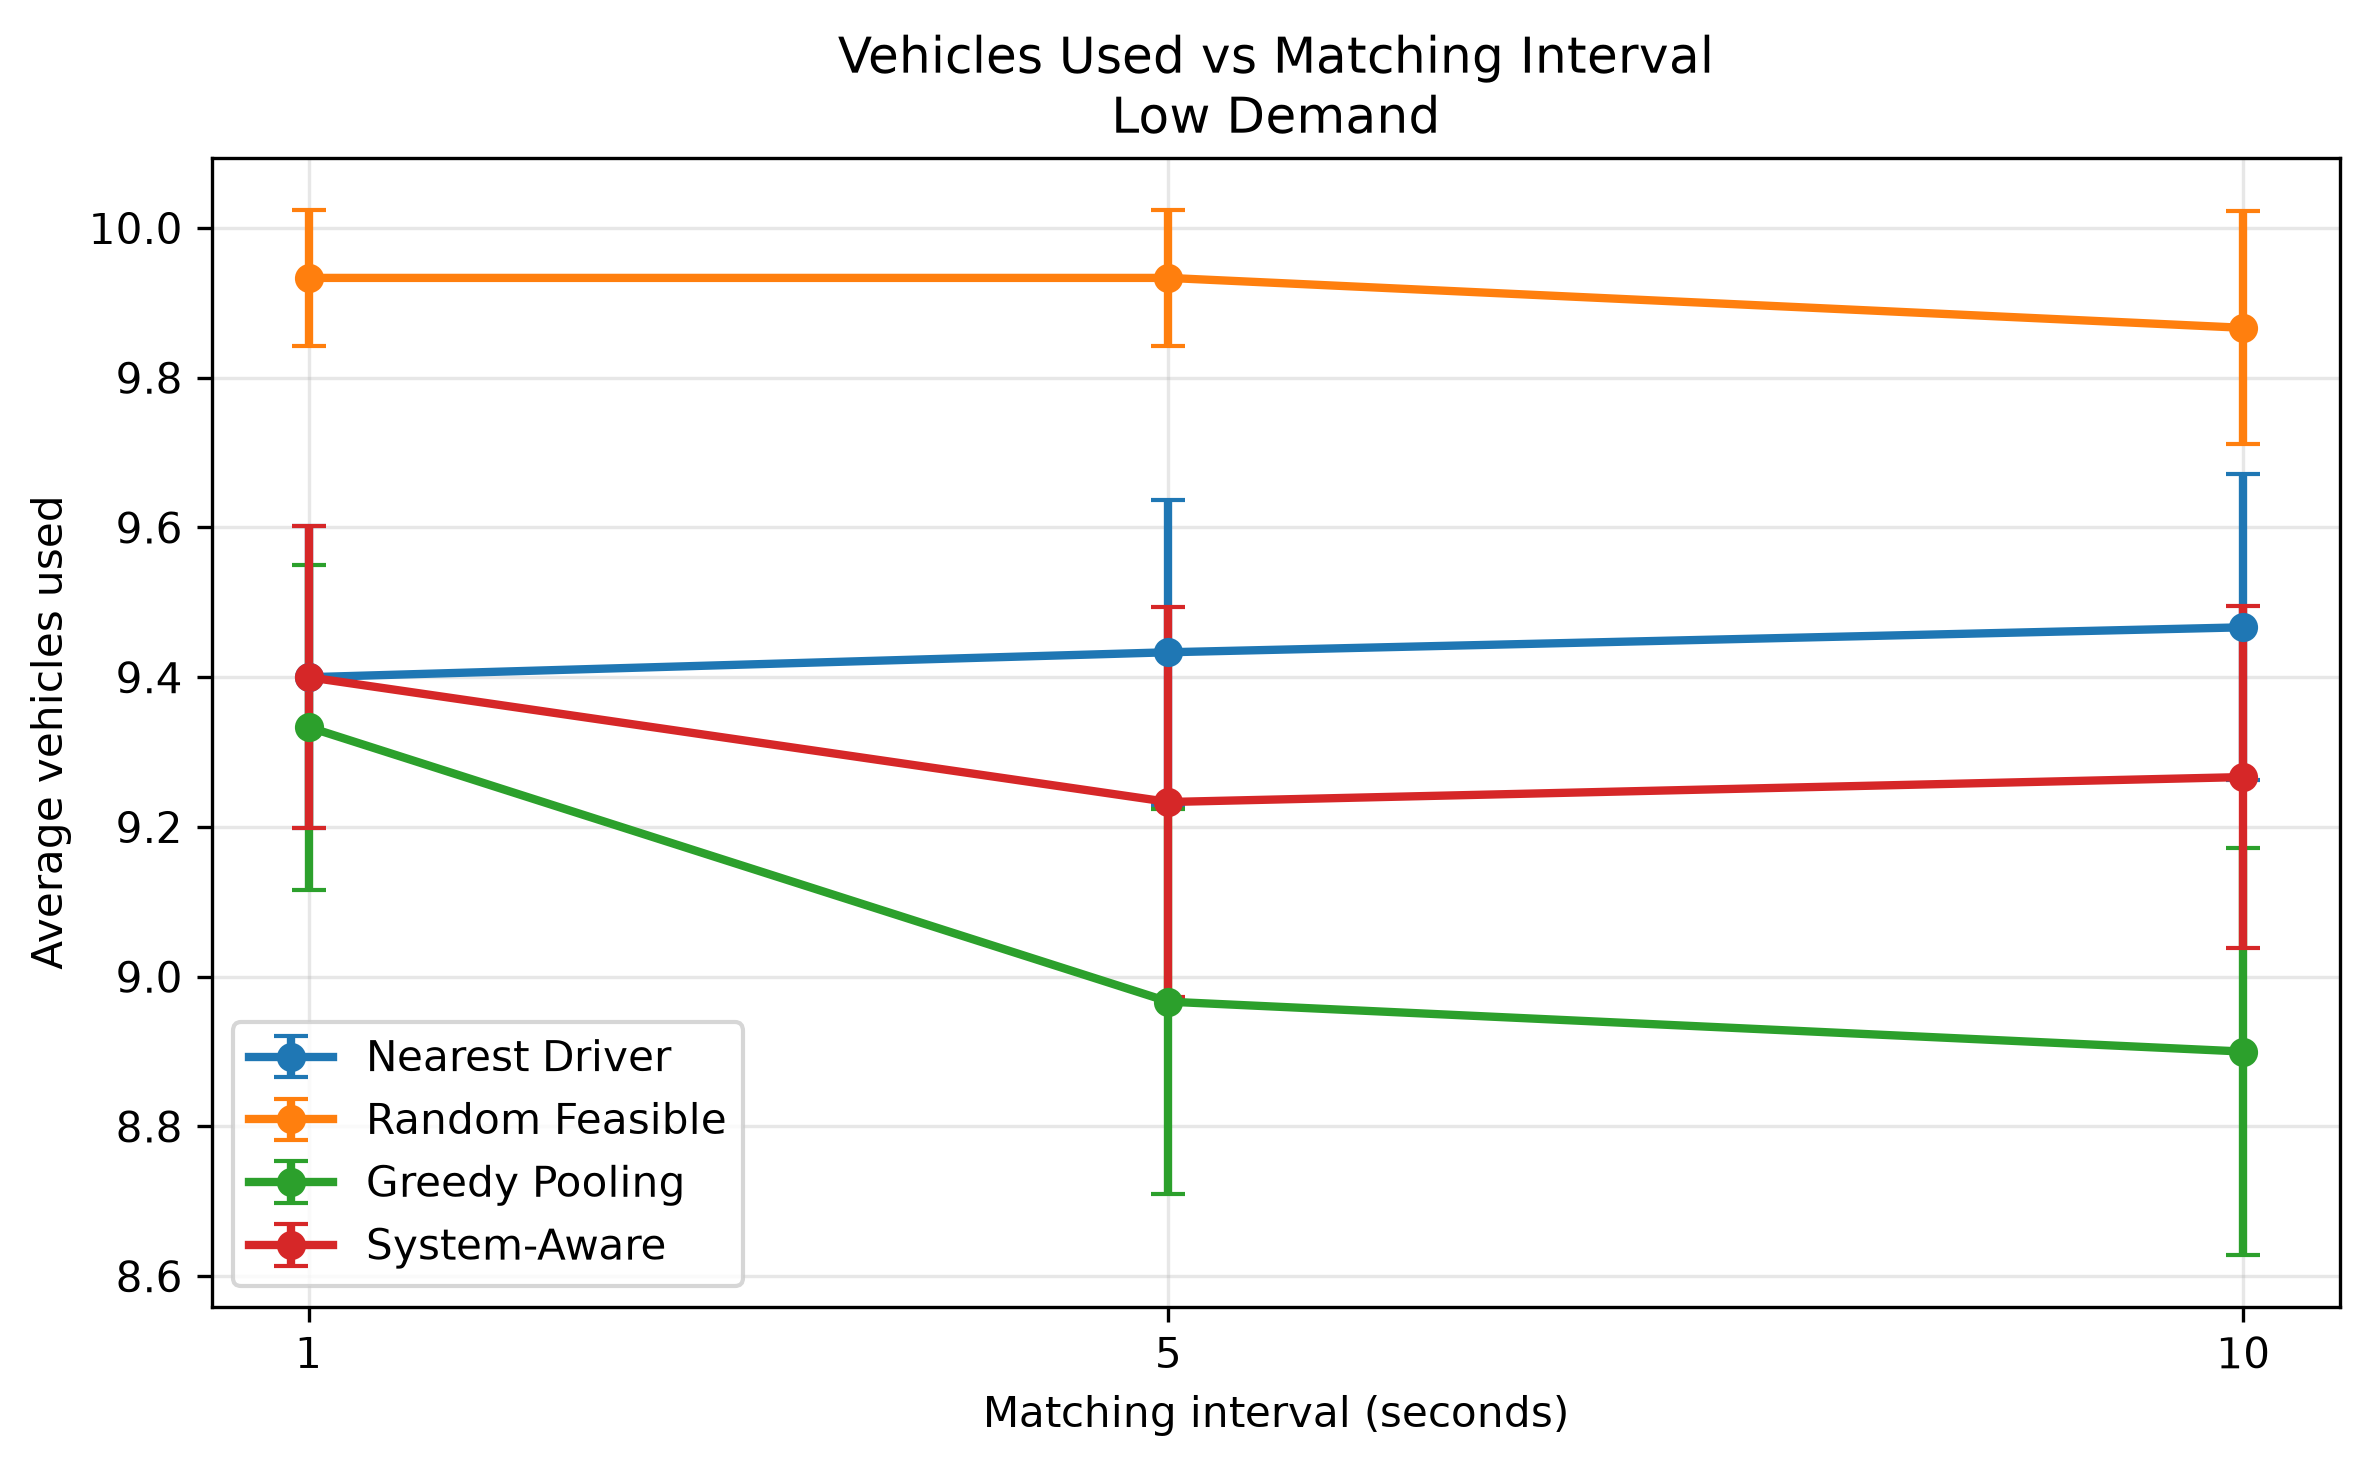 Vehicles Used vs Matching Interval
Low Demand
10.0
9.8
9.6
9.4
9.2
9.0
8.8
8.6
Average vehicles used
Nearest Driver
Random Feasible
Greedy Pooling
System-Aware
1 5 10
Matching interval (seconds)